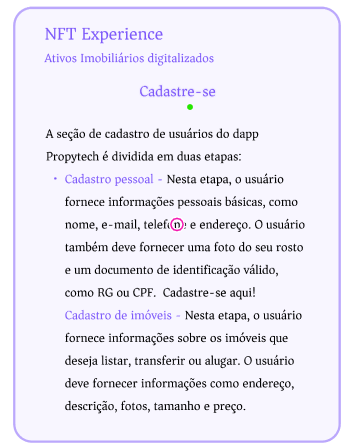 NFT Experience
Ativos Imobiliários digitalizados
Cadastre-se
A seção de cadastro de usuários do dapp
Propytech é dividida em duas etapas:
• Cadastro pessoal - Nesta etapa, o usuário
fornece informações pessoais básicas, como
nome, e-mail, telefone e endereço. O usuário
também deve fornecer uma foto do seu rosto
e um documento de identificação válido,
como RG ou CPF. Cadastre-se aqui!
Cadastro de imóveis - Nesta etapa, o usuário
fornece informações sobre os imóveis que
deseja listar, transferir ou alugar. O usuário
deve fornecer informações como endereço,
descrição, fotos, tamanho e preço.